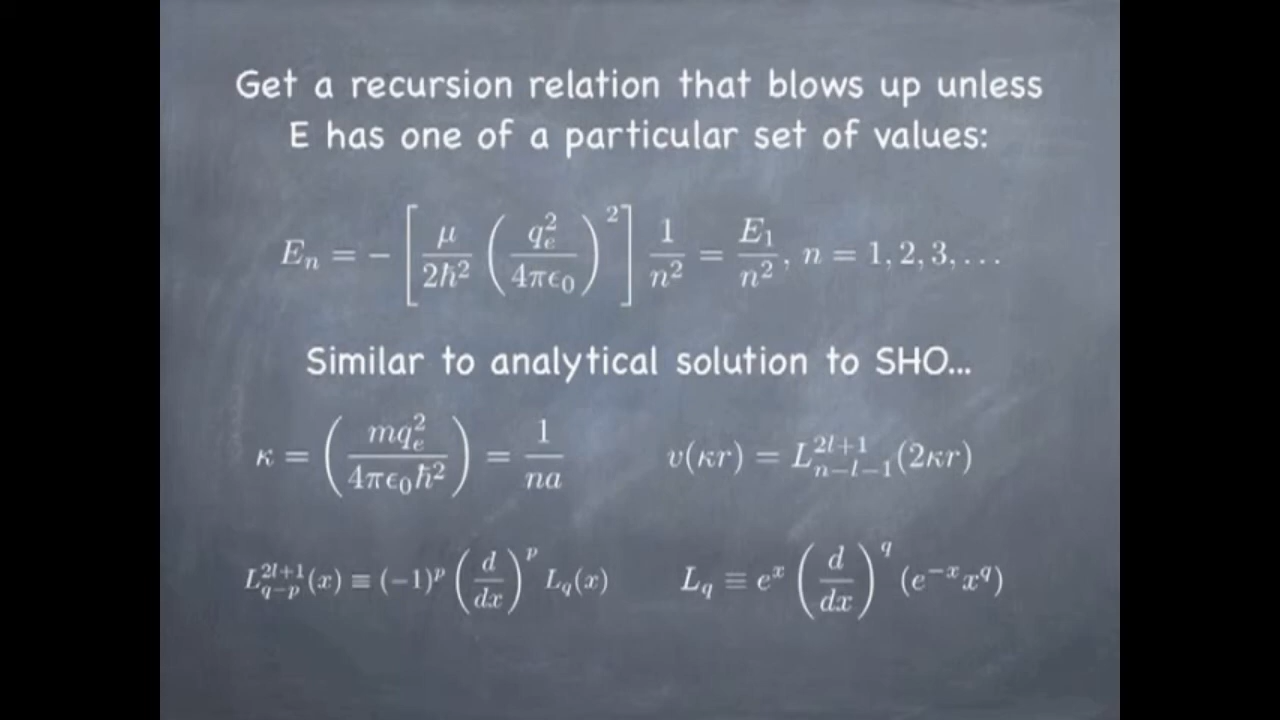 Get a recursion relation that blows up unless
E has one of a particular set of values:
$E_n = -\left[\frac{\mu}{2\hbar^2}\left(\frac{q_e^2}{4\pi\epsilon_0}\right)^2\right]\frac{1}{n^2} = \frac{E_1}{n^2}, n = 1, 2, 3, \ldots$
Similar to analytical solution to SHO...
$\kappa = \left(\frac{mq_e^2}{4\pi\epsilon_0\hbar^2}\right) = \frac{1}{na}$ $v(\kappa r) = L_{n-l-1}^{2l+1}(2\kappa r)$
$L_{q-p}^{2l+1}(x) \equiv (-1)^p\left(\frac{d}{dx}\right)^p L_q(x)$ $L_q \equiv e^x\left(\frac{d}{dx}\right)^q(e^{-x}x^q)$